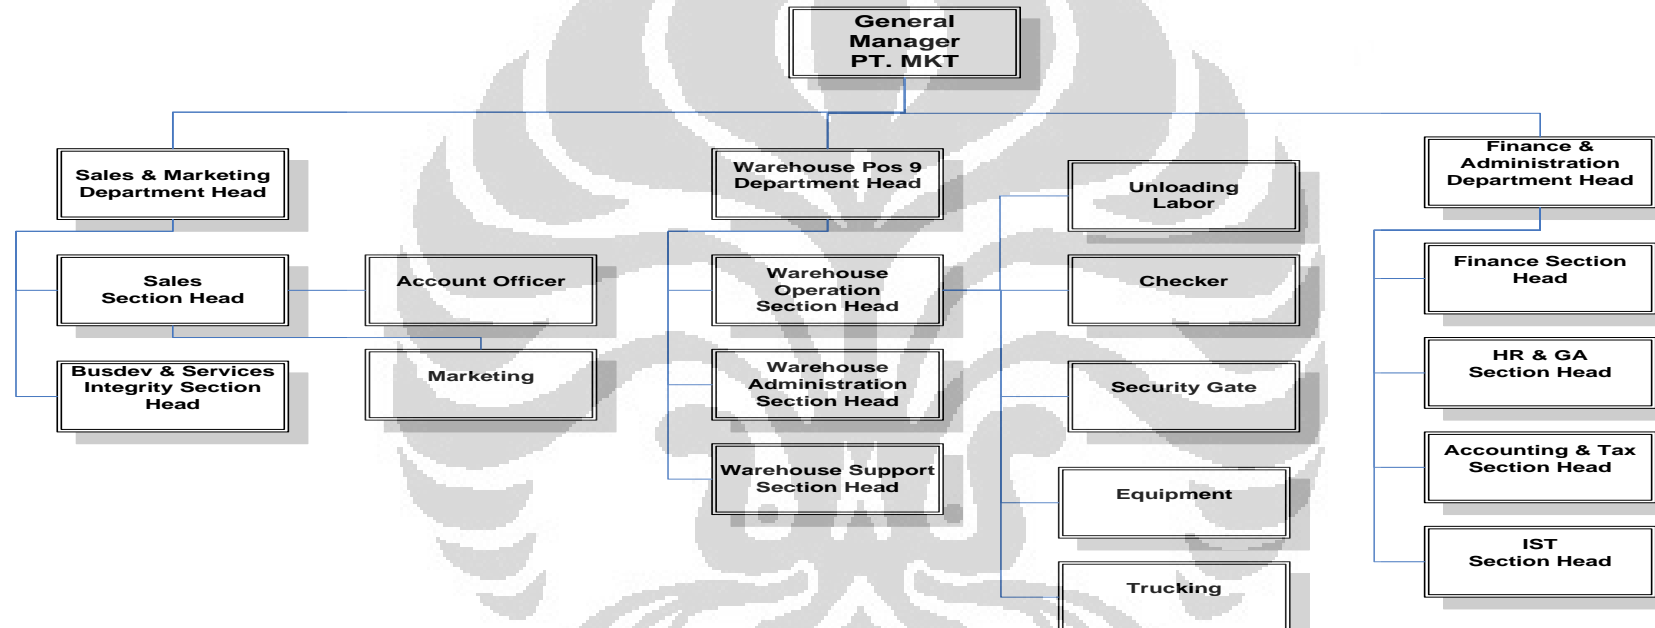 General
Manager
PT. MKT
Sales & Marketing
Department Head
Warehouse Pos 9
Department Head
Unloading
Labor
Finance &
Administration
Department Head
Sales
Section Head
Account Officer
Warehouse
Operation
Section Head
Checker
Finance Section
Head
Busdev & Services
Integrity Section
Head
Marketing
Warehouse
Administration
Section Head
Security Gate
HR & GA
Section Head
Warehouse Support
Section Head
Equipment
Accounting & Tax
Section Head
Trucking
IST
Section Head